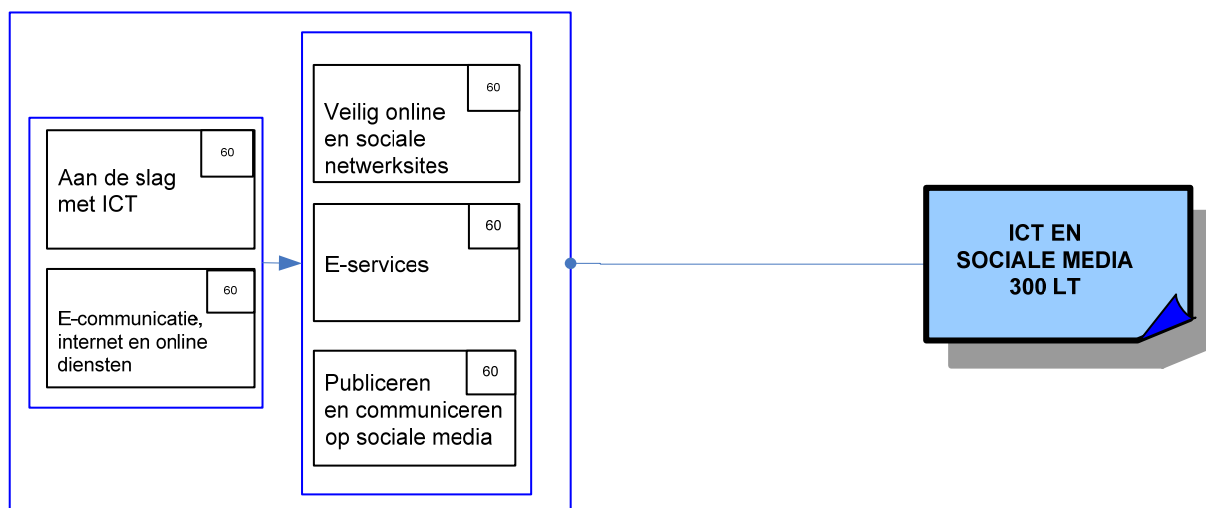 60
Aan de slag
met ICT
60
E-communicatie,
internet en online
diensten
60
Veilig online
en sociale
netwerksites
60
E-services
60
Publiceren
en communiceren
op sociale media
ICT EN
SOCIALE MEDIA
300 LT